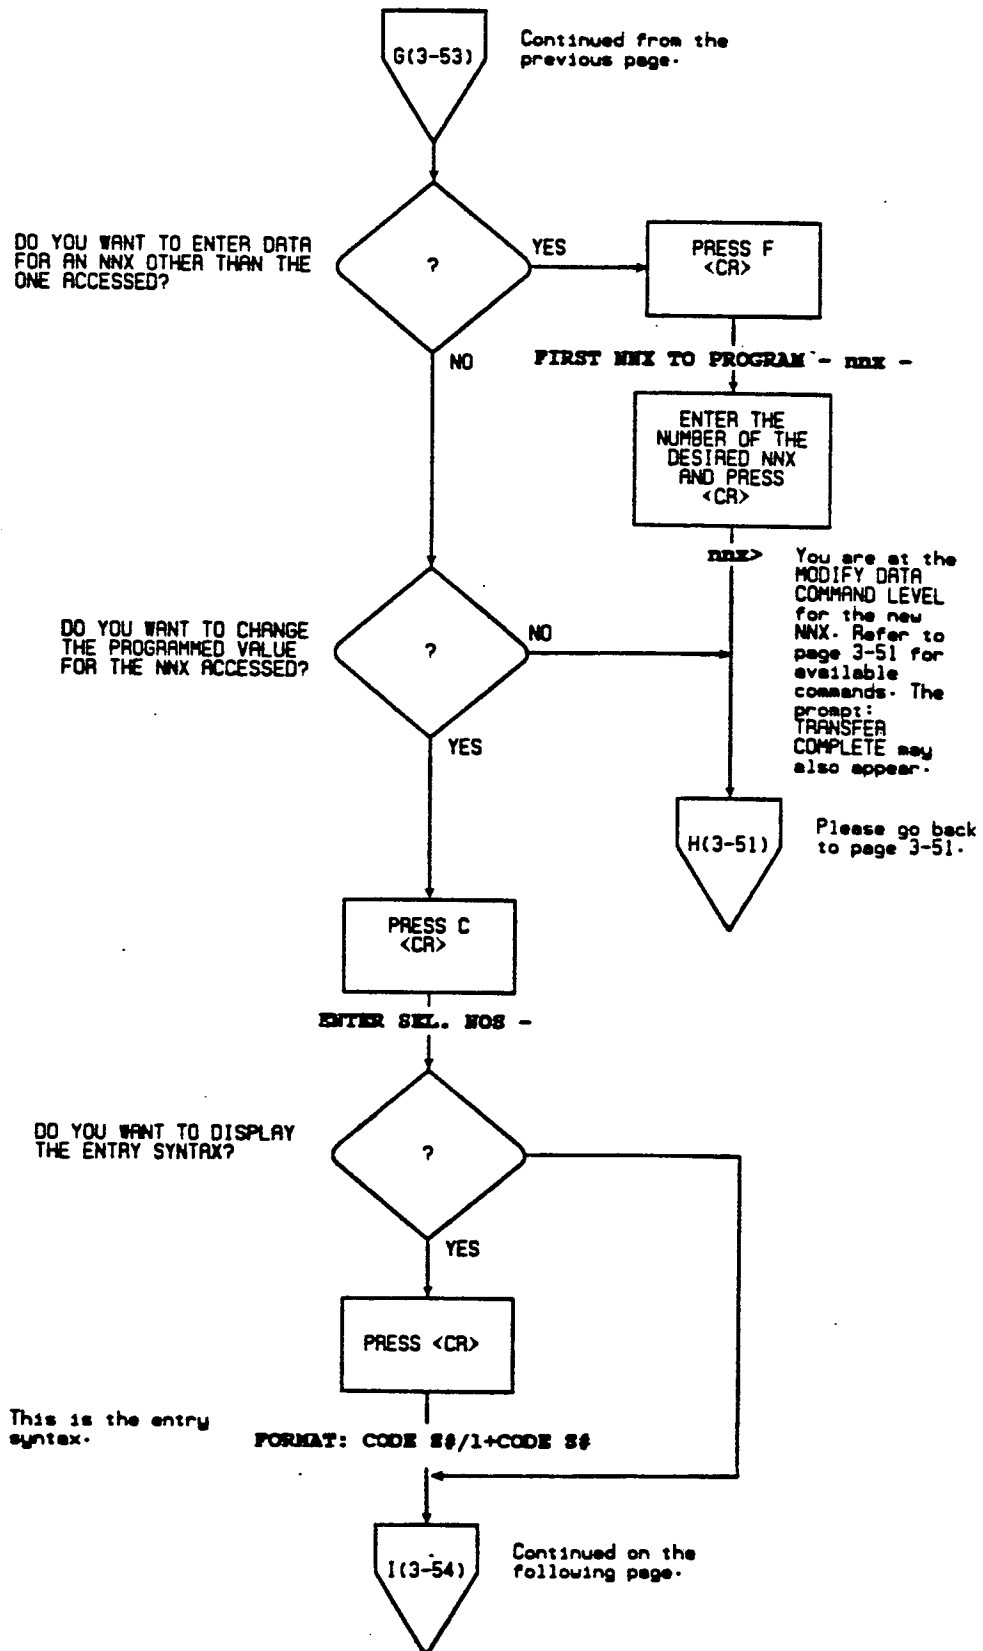 G(3-53)
Continued from the
previous page.
DO YOU WANT TO ENTER DATA
FOR AN NNX OTHER THAN THE
ONE ACCESSED?
?
YES
PRESS F
<CR>
NO
FIRST NNX TO PROGRAM - nnx -
ENTER THE
NUMBER OF THE
DESIRED NNX
AND PRESS
<CR>
nnx>
You are at the
MODIFY DATA
COMMAND LEVEL
for the new
NNX. Refer to
page 3-51 for
available
commands. The
prompt:
TRANSFER
COMPLETE may
also appear.
DO YOU WANT TO CHANGE
THE PROGRAMMED VALUE
FOR THE NNX ACCESSED?
?
NO
YES
H(3-51)
Please go back
to page 3-51.
PRESS C
<CR>
ENTER SEL. NOS -
DO YOU WANT TO DISPLAY
THE ENTRY SYNTAX?
?
YES
PRESS <CR>
This is the entry
syntax.
FORMAT: CODE S#/1+CODE S#
I(3-54)
Continued on the
following page.